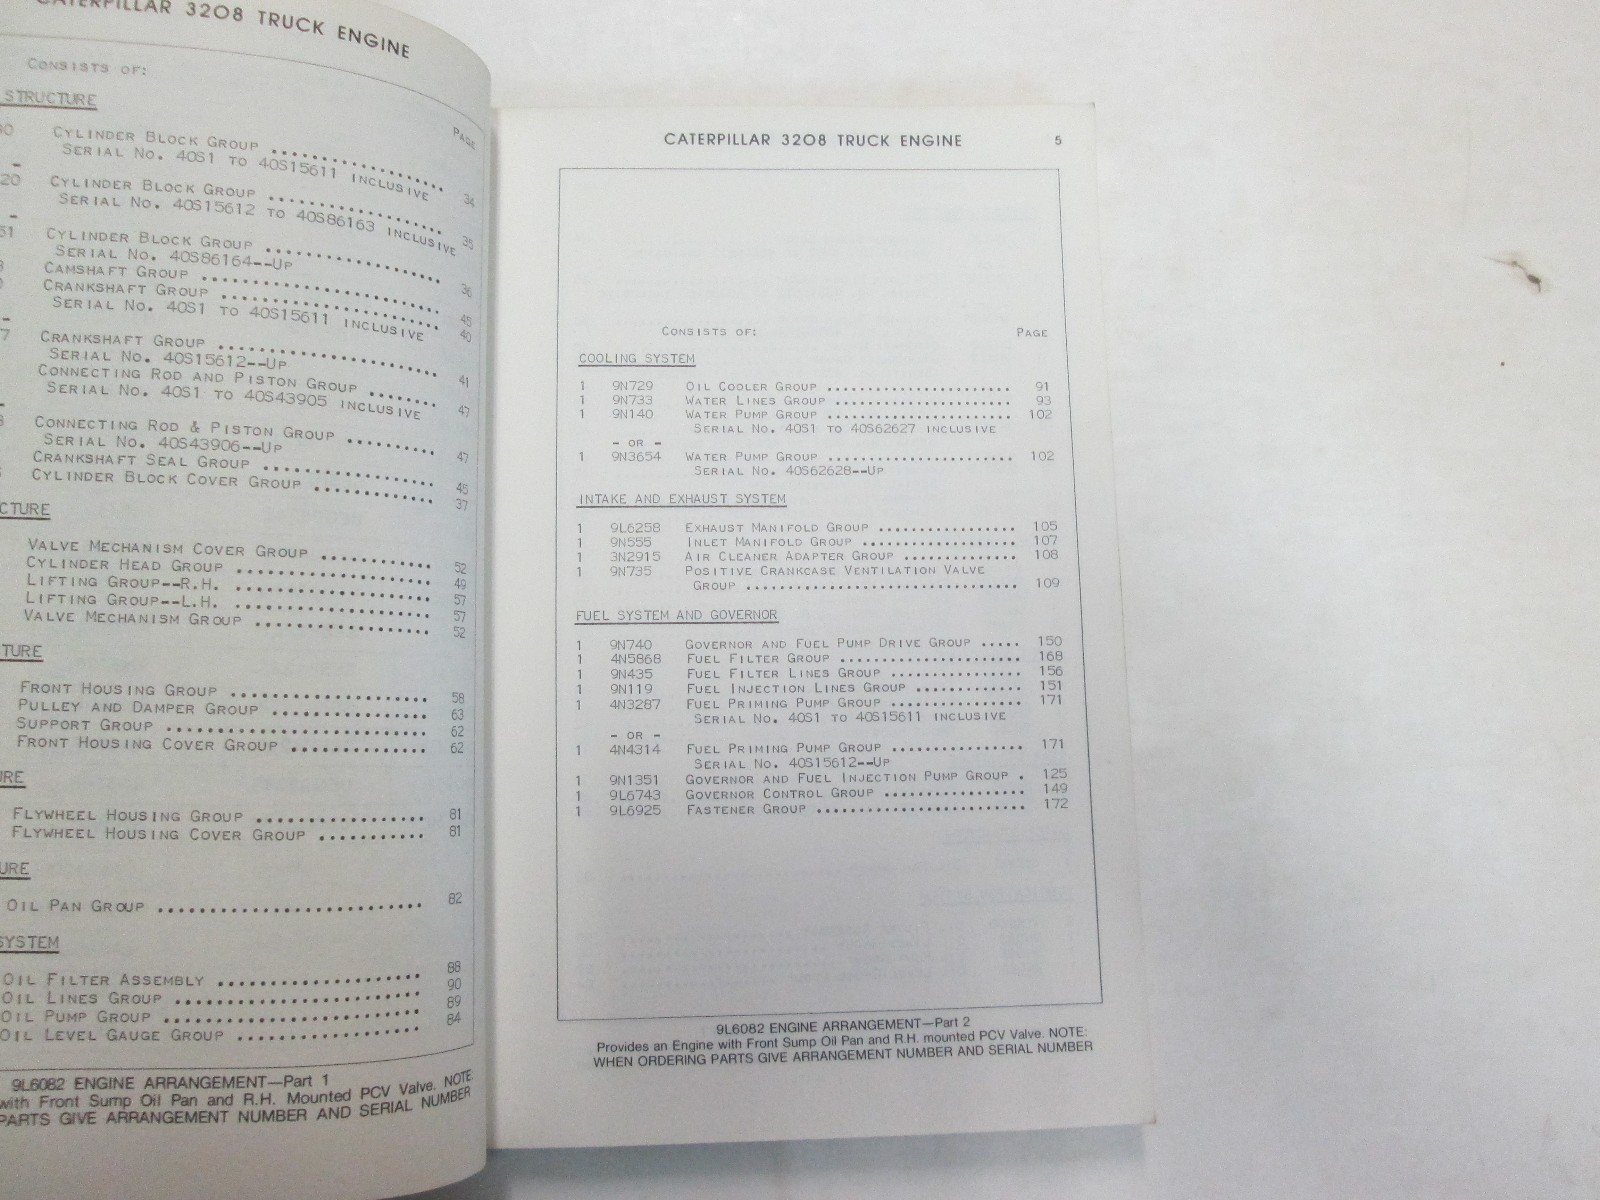 CATERPILLAR 3208 TRUCK ENGINE
CONSISTS OF:
STRUCTURE
PAGE
CYLINDER BLOCK GROUP .................... 34
SERIAL NO. 40S1 TO 40S15611 INCLUSIVE
-
20 CYLINDER BLOCK GROUP .................... 35
SERIAL NO. 40S15612 TO 40S86163 INCLUSIVE
-
51 CYLINDER BLOCK GROUP .................... 36
SERIAL NO. 40S86164--UP
CAMSHAFT GROUP .................... 45
CRANKSHAFT GROUP .................... 40
SERIAL NO. 40S1 TO 40S15611 INCLUSIVE
-
7 CRANKSHAFT GROUP .................... 41
SERIAL NO. 40S15612--UP
CONNECTING ROD AND PISTON GROUP ........ 47
SERIAL NO. 40S1 TO 40S43905 INCLUSIVE
-
CONNECTING ROD & PISTON GROUP .......... 47
SERIAL NO. 40S43906--UP
CRANKSHAFT SEAL GROUP .................... 45
CYLINDER BLOCK COVER GROUP .............. 37
CTURE
VALVE MECHANISM COVER GROUP ............ 52
CYLINDER HEAD GROUP .................... 49
LIFTING GROUP--R.H. .................... 57
LIFTING GROUP--L.H. .................... 57
VALVE MECHANISM GROUP .................. 52
TURE
FRONT HOUSING GROUP .................... 58
PULLEY AND DAMPER GROUP ................ 63
SUPPORT GROUP .......................... 62
FRONT HOUSING COVER GROUP .............. 62
URE
FLYWHEEL HOUSING GROUP ................. 81
FLYWHEEL HOUSING COVER GROUP ........... 81
URE
OIL PAN GROUP .......................... 82
SYSTEM
OIL FILTER ASSEMBLY .................... 88
OIL LINES GROUP ........................ 90
OIL PUMP GROUP ......................... 89
OIL LEVEL GAUGE GROUP .................. 84
9L6082 ENGINE ARRANGEMENT—Part 1
with Front Sump Oil Pan and R.H. Mounted PCV Valve. NOTE:
PARTS GIVE ARRANGEMENT NUMBER AND SERIAL NUMBER
CATERPILLAR 3208 TRUCK ENGINE 5
CONSISTS OF: PAGE
COOLING SYSTEM
1 9N729 OIL COOLER GROUP ....................... 91
1 9N733 WATER LINES GROUP ...................... 93
1 9N140 WATER PUMP GROUP ....................... 102
SERIAL NO. 40S1 TO 40S62627 INCLUSIVE
- OR -
1 9N3654 WATER PUMP GROUP ....................... 102
SERIAL NO. 40S62628--UP
INTAKE AND EXHAUST SYSTEM
1 9L6258 EXHAUST MANIFOLD GROUP ................. 105
1 9N555 INLET MANIFOLD GROUP ................... 107
1 3N2915 AIR CLEANER ADAPTER GROUP .............. 108
1 9N735 POSITIVE CRANKCASE VENTILATION VALVE
GROUP .................................. 109
FUEL SYSTEM AND GOVERNOR
1 9N740 GOVERNOR AND FUEL PUMP DRIVE GROUP ..... 150
1 4N5868 FUEL FILTER GROUP ...................... 168
1 9N435 FUEL FILTER LINES GROUP ................ 156
1 9N119 FUEL INJECTION LINES GROUP ............. 151
1 4N3287 FUEL PRIMING PUMP GROUP ................ 171
SERIAL NO. 40S1 TO 40S15611 INCLUSIVE
- OR -
1 4N4314 FUEL PRIMING PUMP GROUP ................ 171
SERIAL NO. 40S15612--UP
1 9N1351 GOVERNOR AND FUEL INJECTION PUMP GROUP . 125
1 9L6743 GOVERNOR CONTROL GROUP ................. 149
1 9L6925 FASTENER GROUP ......................... 172
9L6082 ENGINE ARRANGEMENT—Part 2
Provides an Engine with Front Sump Oil Pan and R.H. mounted PCV Valve. NOTE:
WHEN ORDERING PARTS GIVE ARRANGEMENT NUMBER AND SERIAL NUMBER